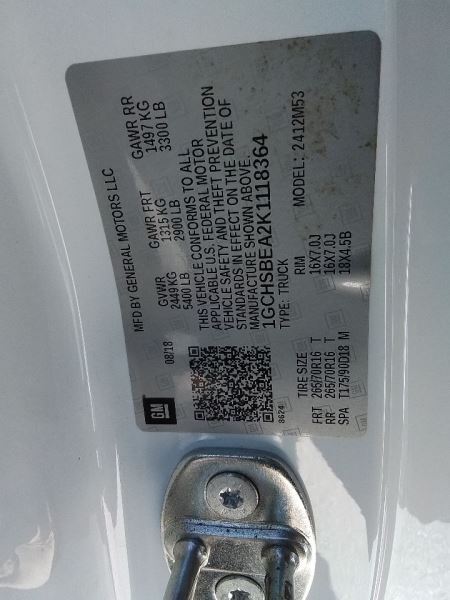 MFD BY GENERAL MOTORS LLC
08/18
GVWR GAWR FRT GAWR RR
2449 KG 1315 KG 1497 KG
5400 LB 2900 LB 3300 LB
THIS VEHICLE CONFORMS TO ALL
APPLICABLE U.S. FEDERAL MOTOR
VEHICLE SAFETY AND THEFT PREVENTION
STANDARDS IN EFFECT ON THE DATE OF
MANUFACTURE SHOWN ABOVE.
1GCHSBEA2K1118364
TYPE: TRUCK MODEL: 2412M53
GM
8624
TIRE SIZE RIM
FRT 265/70R16 T 16X7.0J
RR 265/70R16 T 16X7.0J
SPA T175/90D18 M 18X4.5B